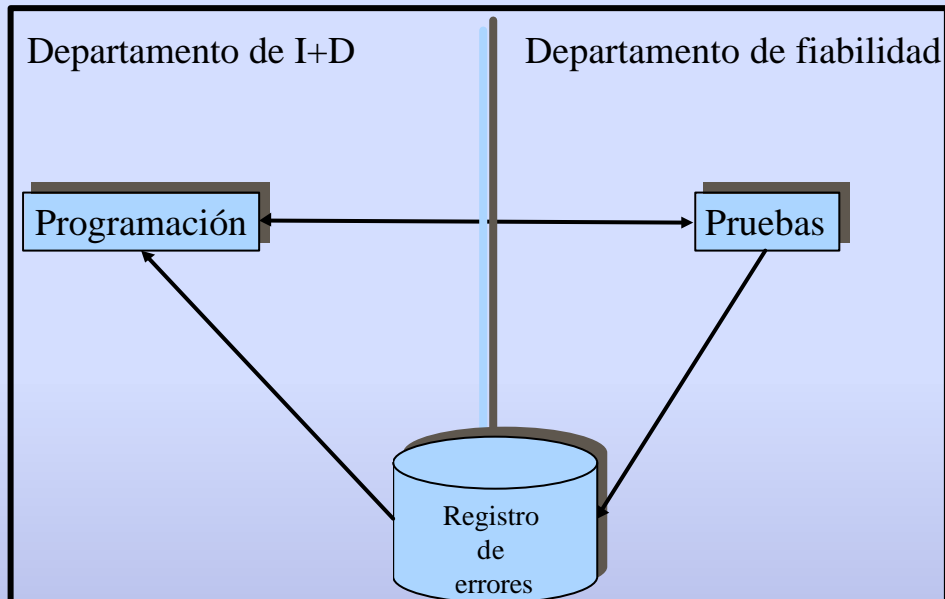 Departamento de I+D
Departamento de fiabilidad
Programación
Pruebas
Registro
de
errores